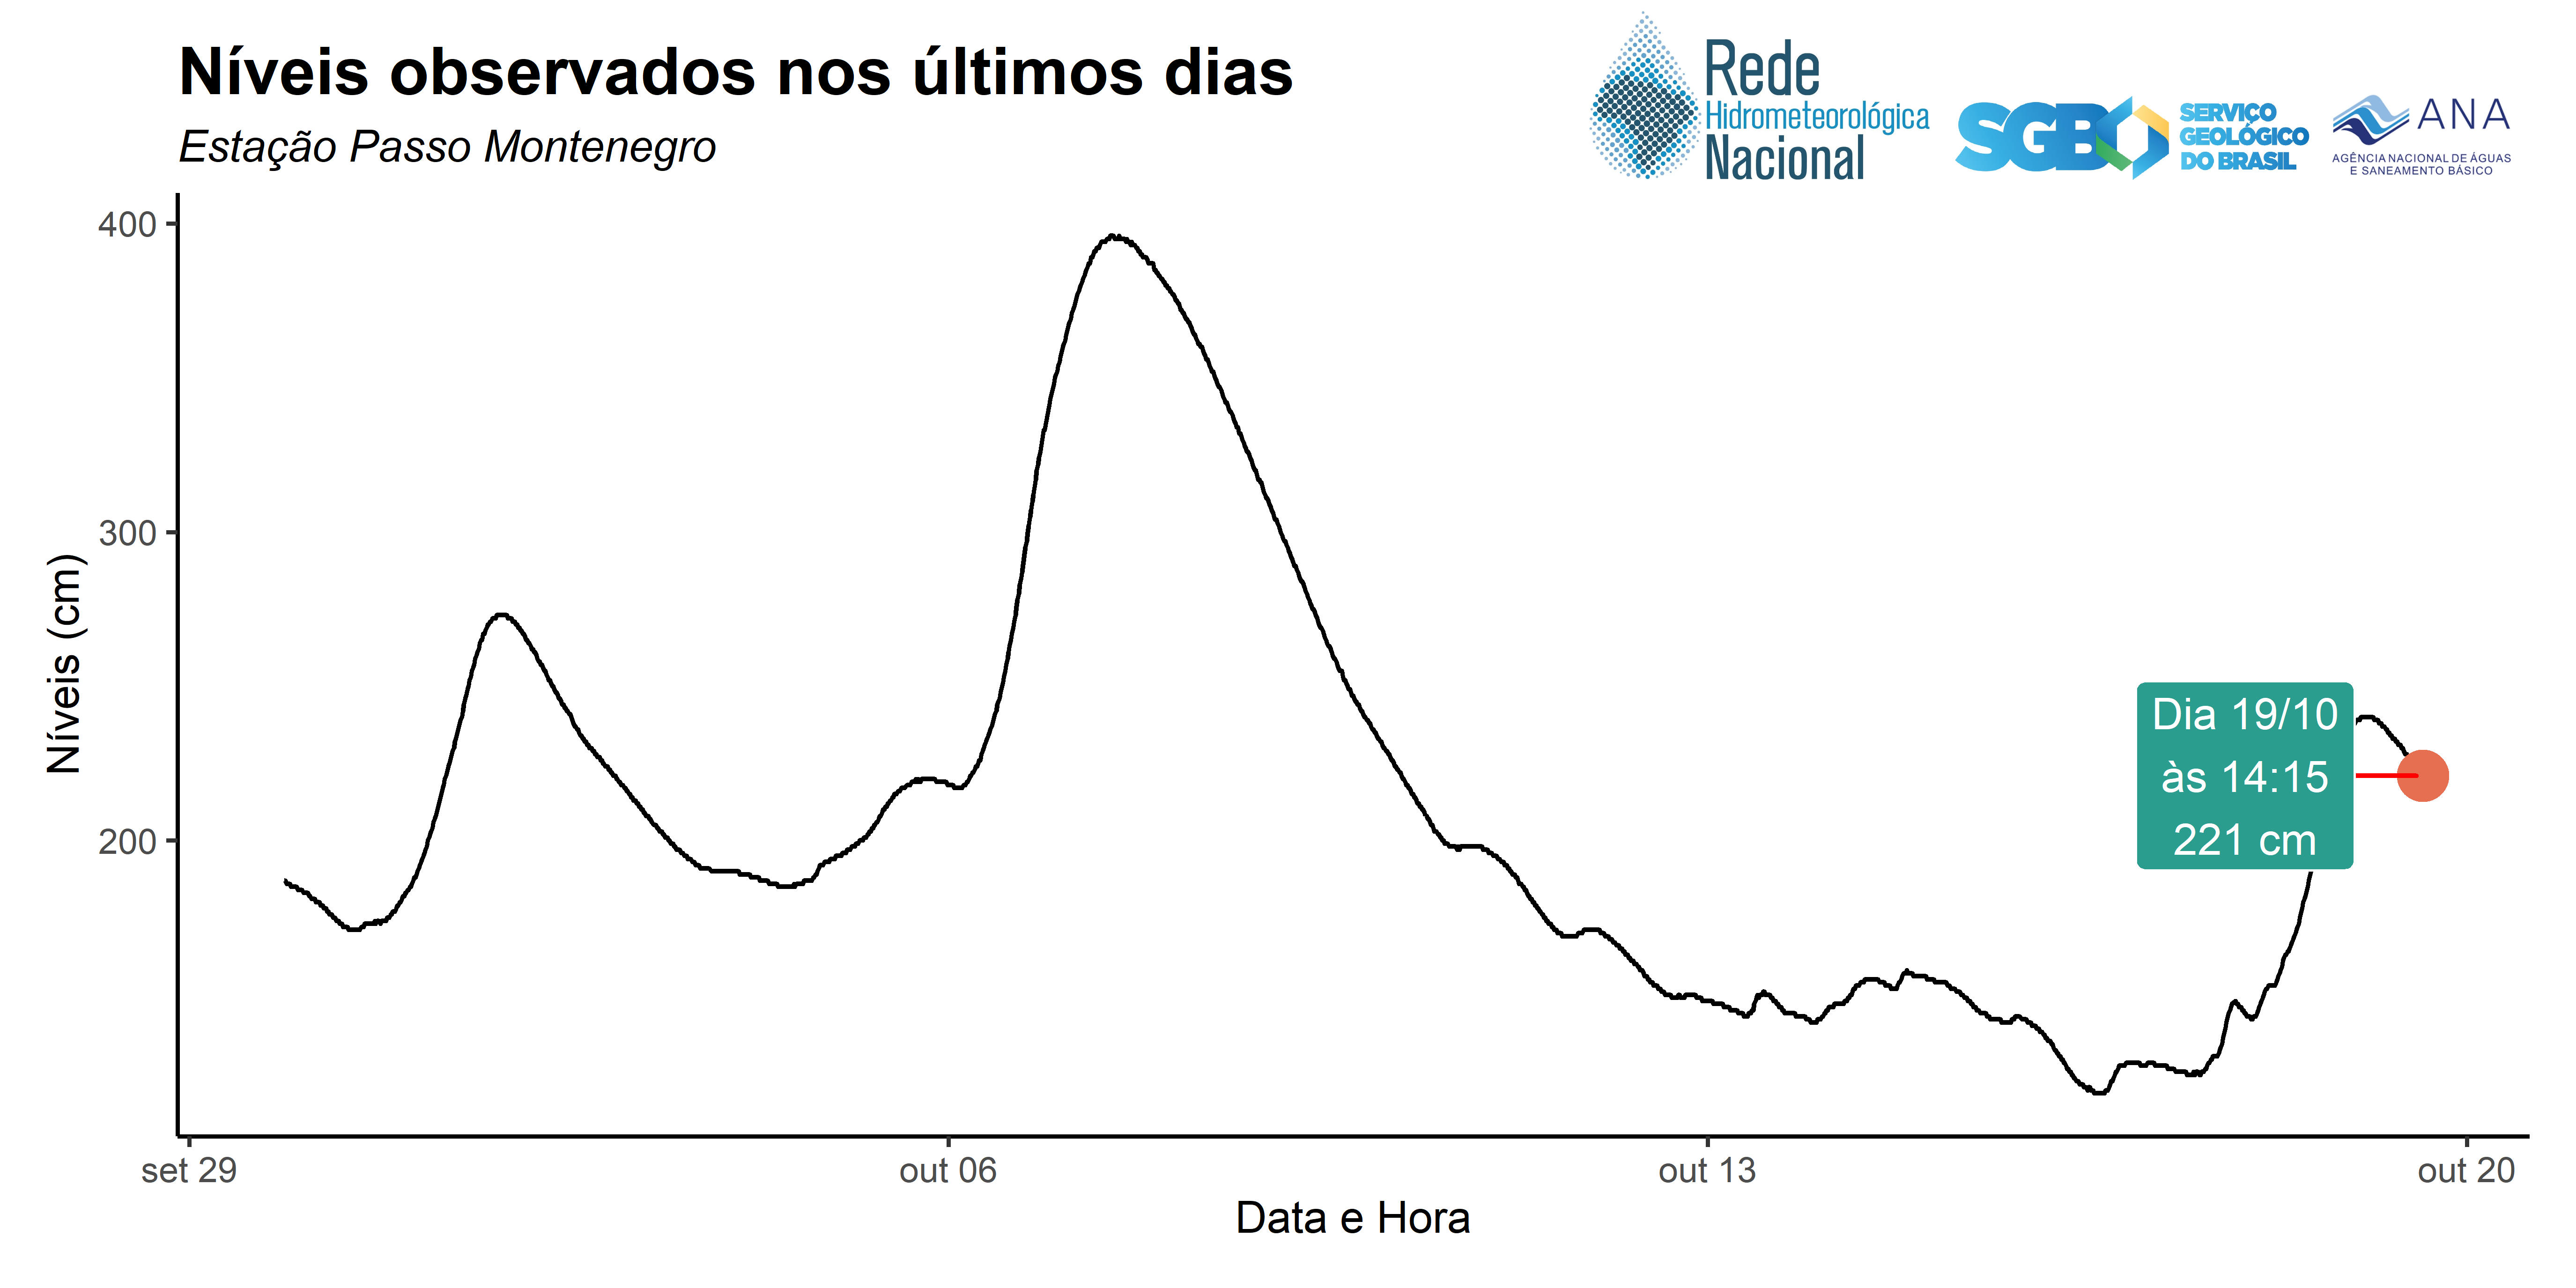 Níveis observados nos últimos dias
Estação Passo Montenegro
Rede
Hidrometeorológica
Nacional
SGB
SERVIÇO
GEOLÓGICO
DO BRASIL
ANA
AGÊNCIA NACIONAL DE ÁGUAS
E SANEAMENTO BÁSICO
400
300
200
Níveis (cm)
Dia 19/10
às 14:15
221 cm
set 29
out 06
out 13
out 20
Data e Hora